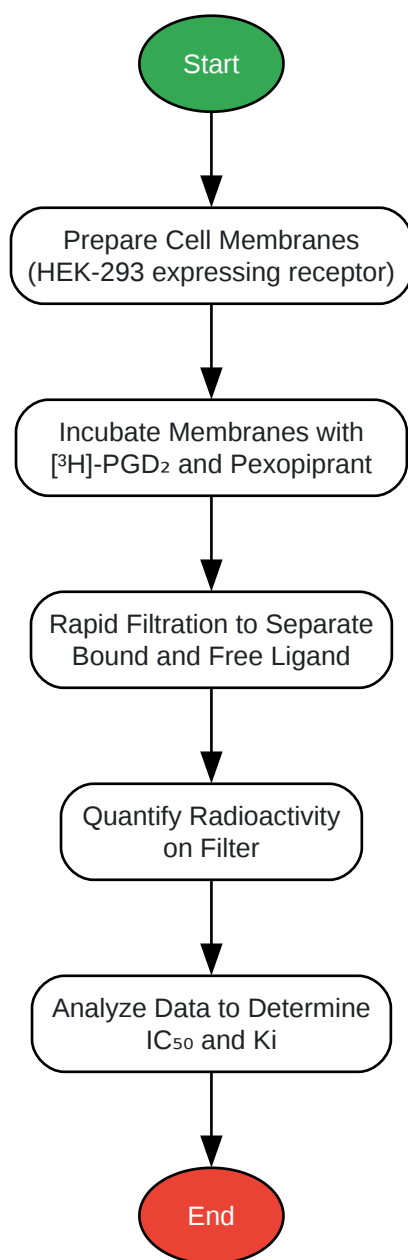 Start
Prepare Cell Membranes
(HEK-293 expressing receptor)
Incubate Membranes with
[³H]-PGD₂ and Pexopiprant
Rapid Filtration to Separate
Bound and Free Ligand
Quantify Radioactivity
on Filter
Analyze Data to Determine
IC₅₀ and Ki
End